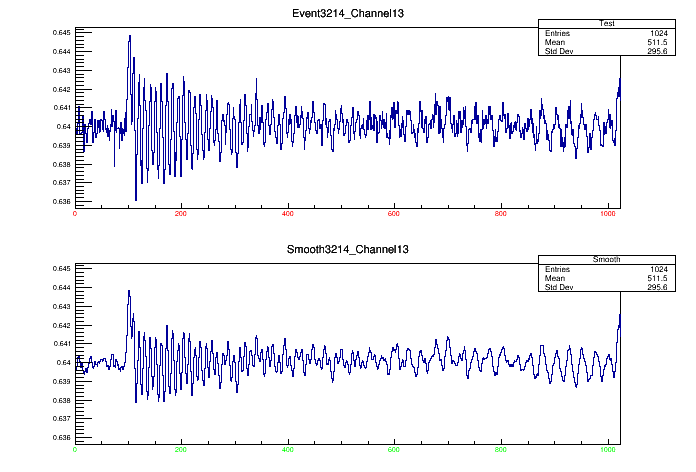 Event3214_Channel13
Test
Entries 1024
Mean 511.5
Std Dev 295.6
0.645
0.644
0.643
0.642
0.641
0.64
0.639
0.638
0.637
0.636
0 200 400 600 800 1000
Smooth3214_Channel13
Smooth
Entries 1024
Mean 511.5
Std Dev 295.6
0.645
0.644
0.643
0.642
0.641
0.64
0.639
0.638
0.637
0.636
0 200 400 600 800 1000